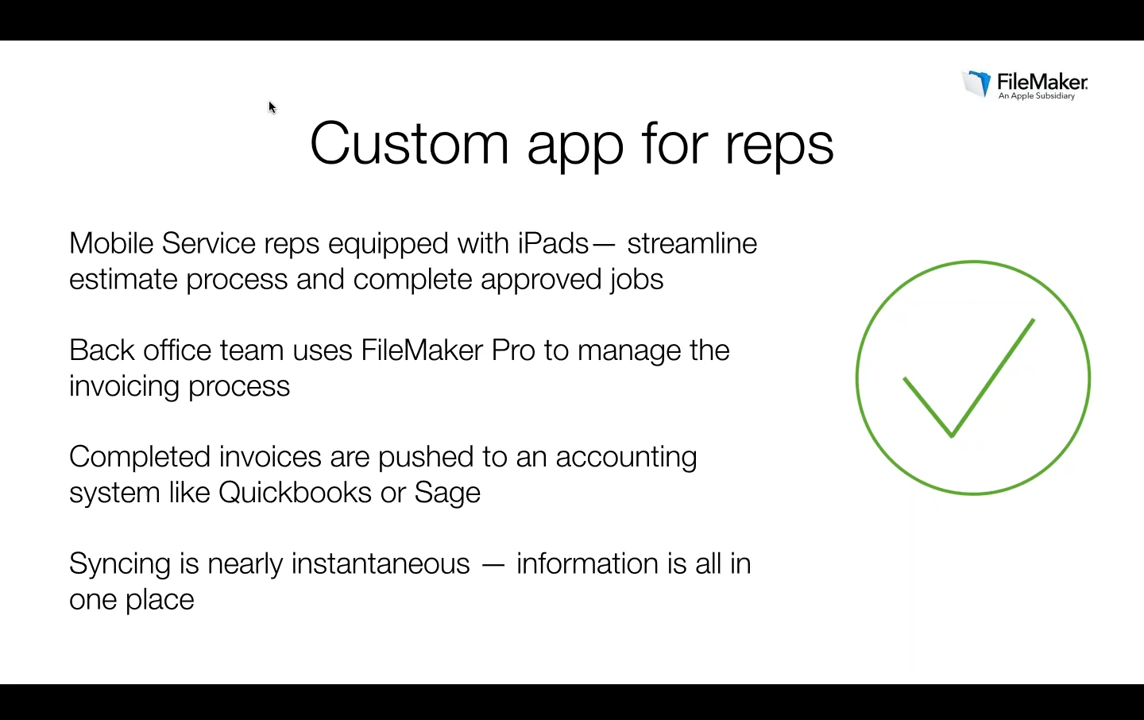 FileMaker.
An Apple Subsidiary
Custom app for reps
Mobile Service reps equipped with iPads— streamline
estimate process and complete approved jobs
Back office team uses FileMaker Pro to manage the
invoicing process
Completed invoices are pushed to an accounting
system like Quickbooks or Sage
Syncing is nearly instantaneous — information is all in
one place